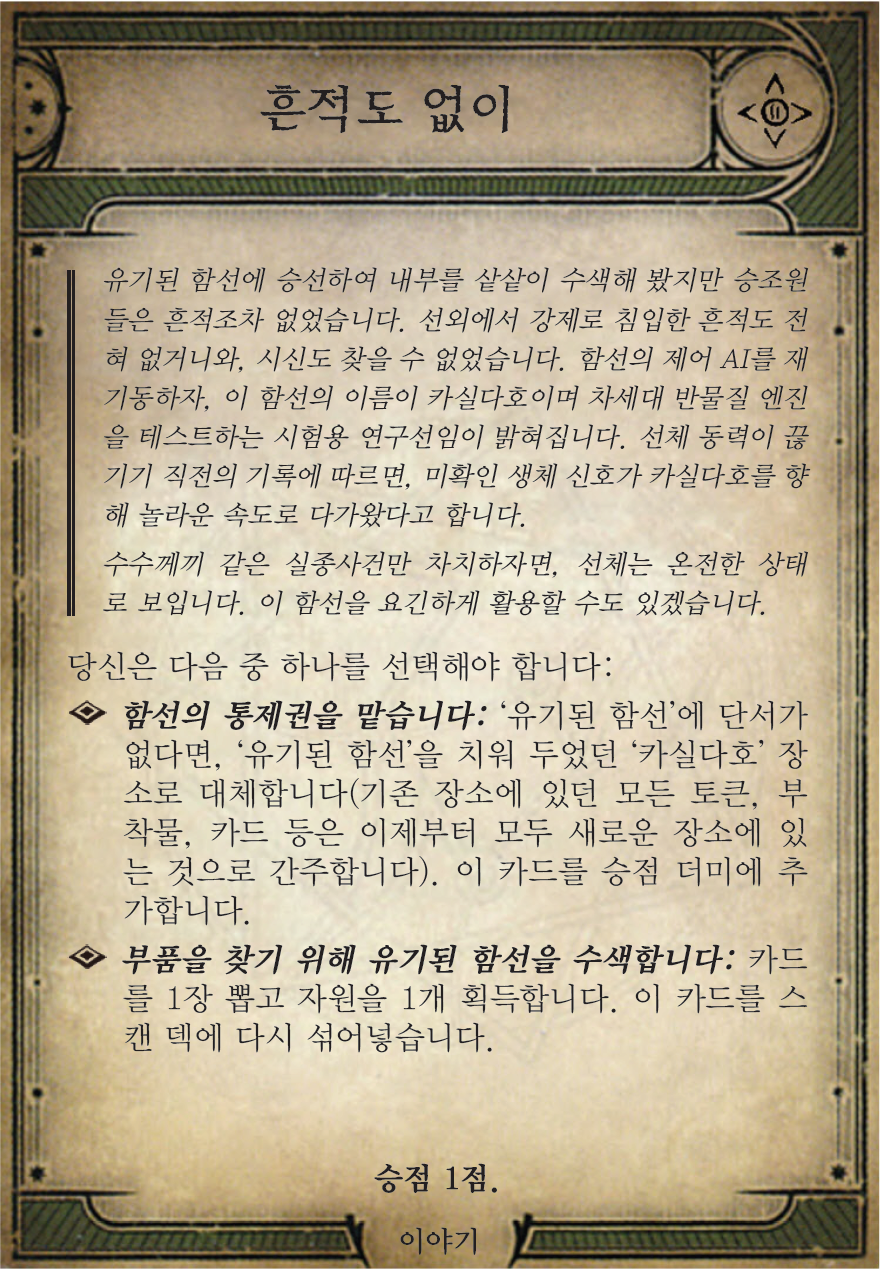 흔적도 없이
유기된 함선에 승선하여 내부를 샅샅이 수색해 봤지만 승조원
들은 흔적조차 없었습니다. 선외에서 강제로 침입한 흔적도 전
혀 없거니와, 시신도 찾을 수 없었습니다. 함선의 제어 AI를 재
기동하자, 이 함선의 이름이 카실다호이며 차세대 반물질 엔진
을 테스트하는 시험용 연구선임이 밝혀집니다. 선체 동력이 끊
기기 직전의 기록에 따르면, 미확인 생체 신호가 카실다호를 향
해 놀라운 속도로 다가왔다고 합니다.
수수께끼 같은 실종사건만 차치하자면, 선체는 온전한 상태
로 보입니다. 이 함선을 요긴하게 활용할 수도 있겠습니다.
당신은 다음 중 하나를 선택해야 합니다:
함선의 통제권을 맡습니다: ‘유기된 함선’에 단서가
없다면, ‘유기된 함선’을 치워 두었던 ‘카실다호’ 장
소로 대체합니다(기존 장소에 있던 모든 토큰, 부
착물, 카드 등은 이제부터 모두 새로운 장소에 있
는 것으로 간주합니다). 이 카드를 승점 더미에 추
가합니다.
부품을 찾기 위해 유기된 함선을 수색합니다: 카드
를 1장 뽑고 자원을 1개 획득합니다. 이 카드를 스
캔 덱에 다시 섞어넣습니다.
승점 1점.
이야기